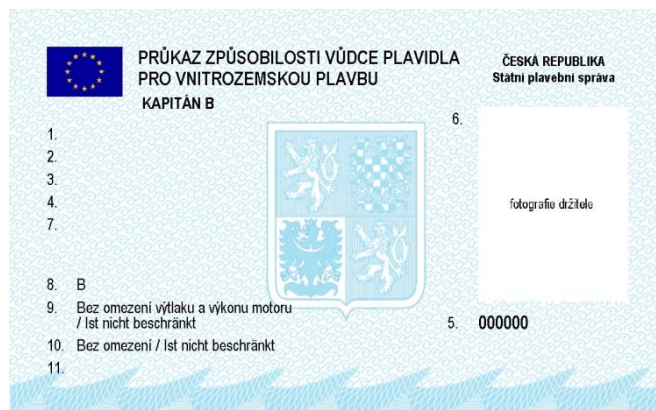 PRŮKAZ ZPŮSOBILOSTI VŮDCE PLAVIDLA
PRO VNITROZEMSKOU PLAVBU
KAPITÁN B
ČESKÁ REPUBLIKA
Státní plavební správa
1.
2.
3.
4.
7.
8. B
9. Bez omezení výtlaku a výkonu motoru
/ Ist nicht beschränkt
10. Bez omezení / Ist nicht beschränkt
11.
6.
fotografie držitele
5. 000000